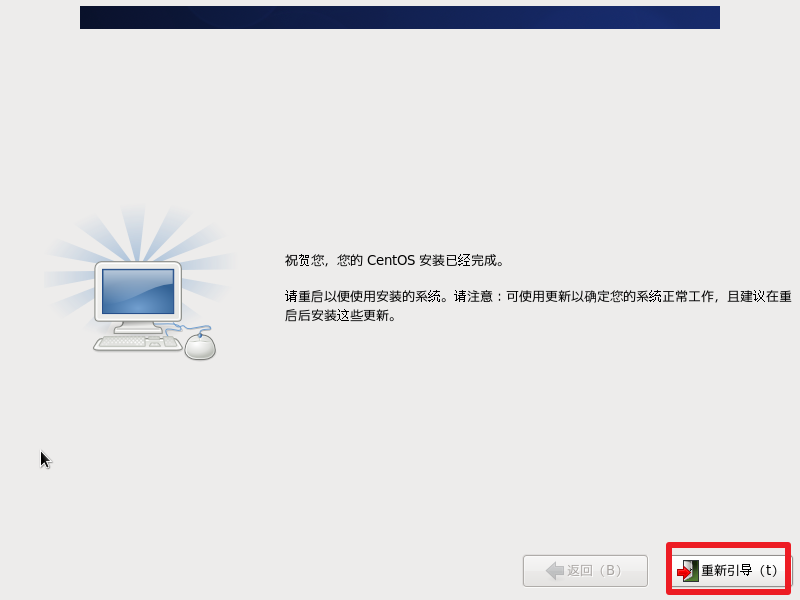 祝贺您，您的 CentOS 安装已经完成。
请重启以便使用安装的系统。请注意：可使用更新以确定您的系统正常工作，且建议在重
启后安装这些更新。
返回（B）
重新引导（t）